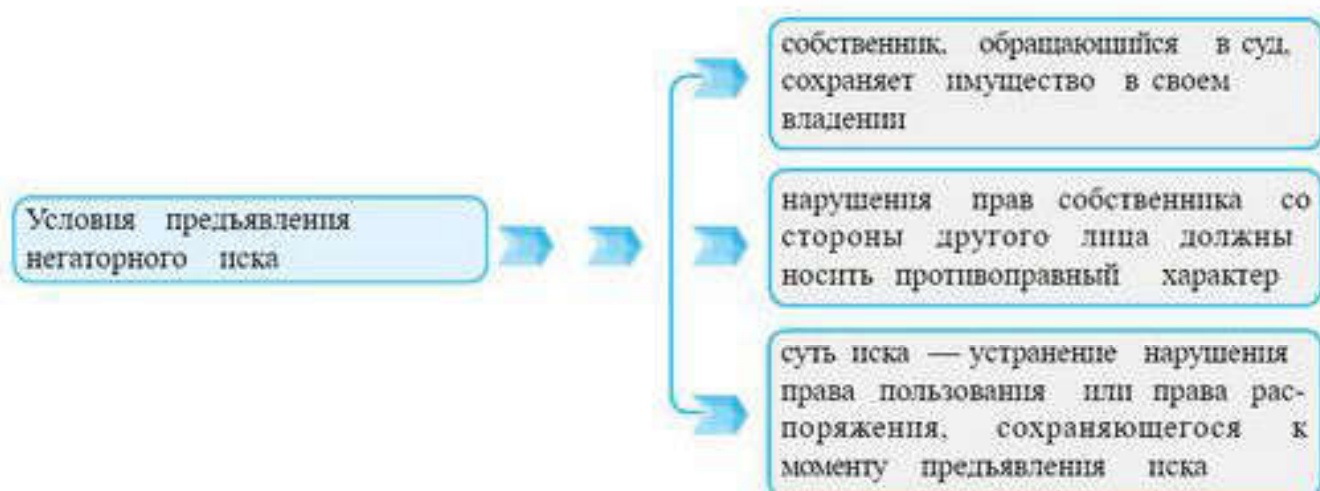 Условия предъявления
негаторного иска
собственник, обращающийся в суд,
сохраняет имущество в своем
владении
нарушения прав собственника со
стороны другого лица должны
носить противоправный характер
суть иска — устранение нарушения
права пользования или права рас-
поряжения, сохраняющегося к
моменту предъявления иска